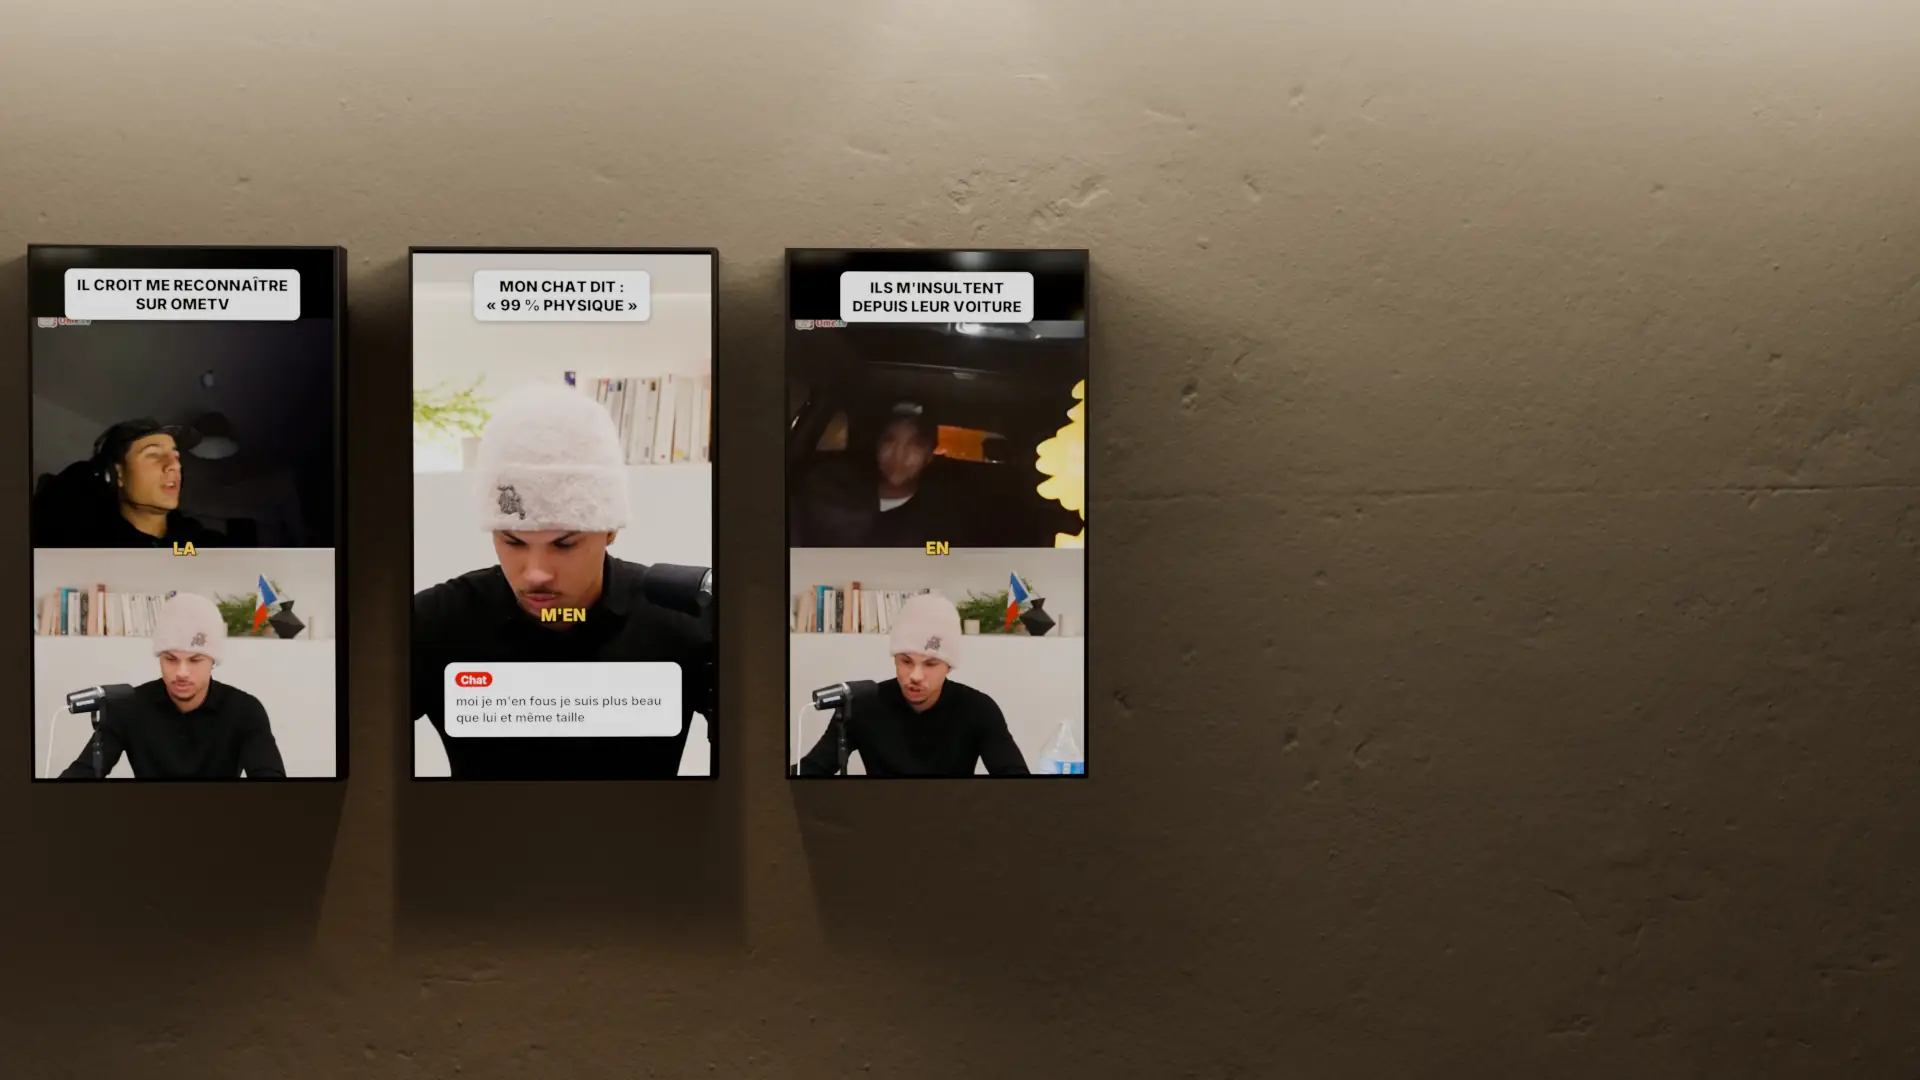 IL CROIT ME RECONNAÎTRE
SUR OMETV
LA
MON CHAT DIT :
« 99 % PHYSIQUE »
M'EN
Chat
moi je m'en fous je suis plus beau
que lui et même taille
ILS M'INSULTENT
DEPUIS LEUR VOITURE
EN